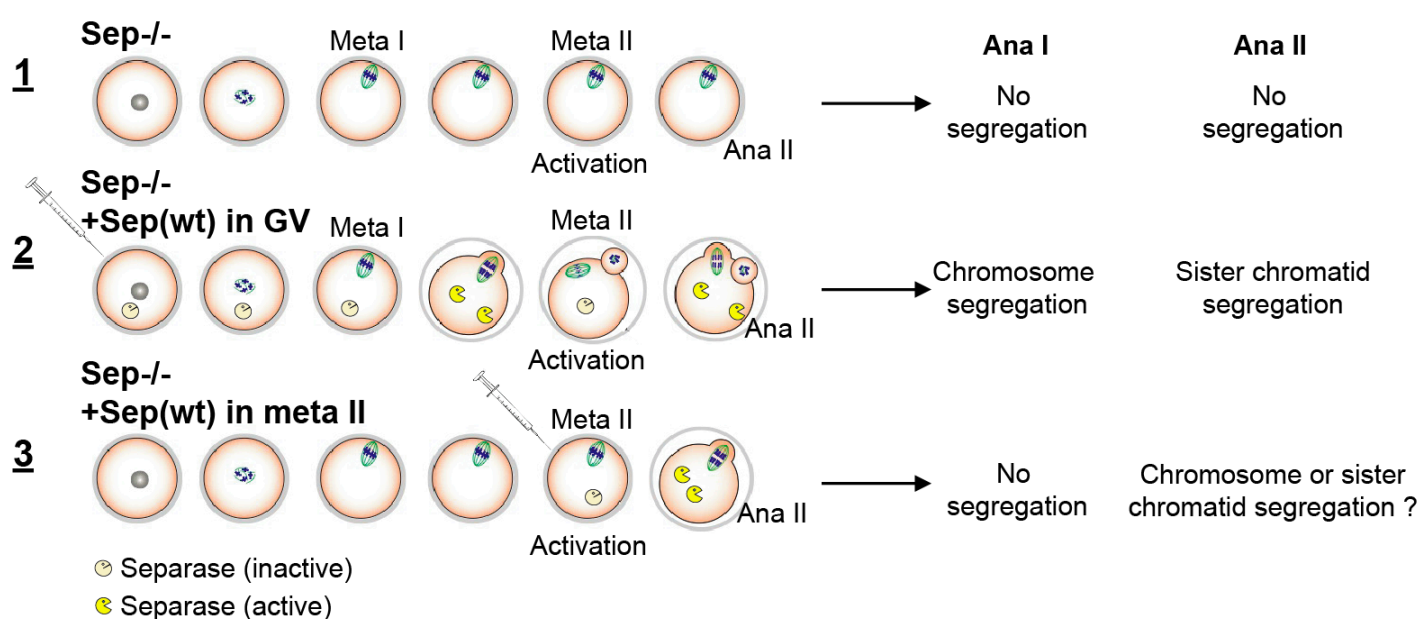 Sep-/-
Meta I
Meta II
Ana I
Ana II
1
No
segregation
No
segregation
Ana II
Activation
Sep-/-
+Sep(wt) in GV
Meta I
Meta II
2
Chromosome
segregation
Sister chromatid
segregation
Ana II
Activation
Sep-/-
+Sep(wt) in meta II
Meta II
3
No
segregation
Chromosome or sister
chromatid segregation ?
Ana II
Activation
Separase (inactive)
Separase (active)